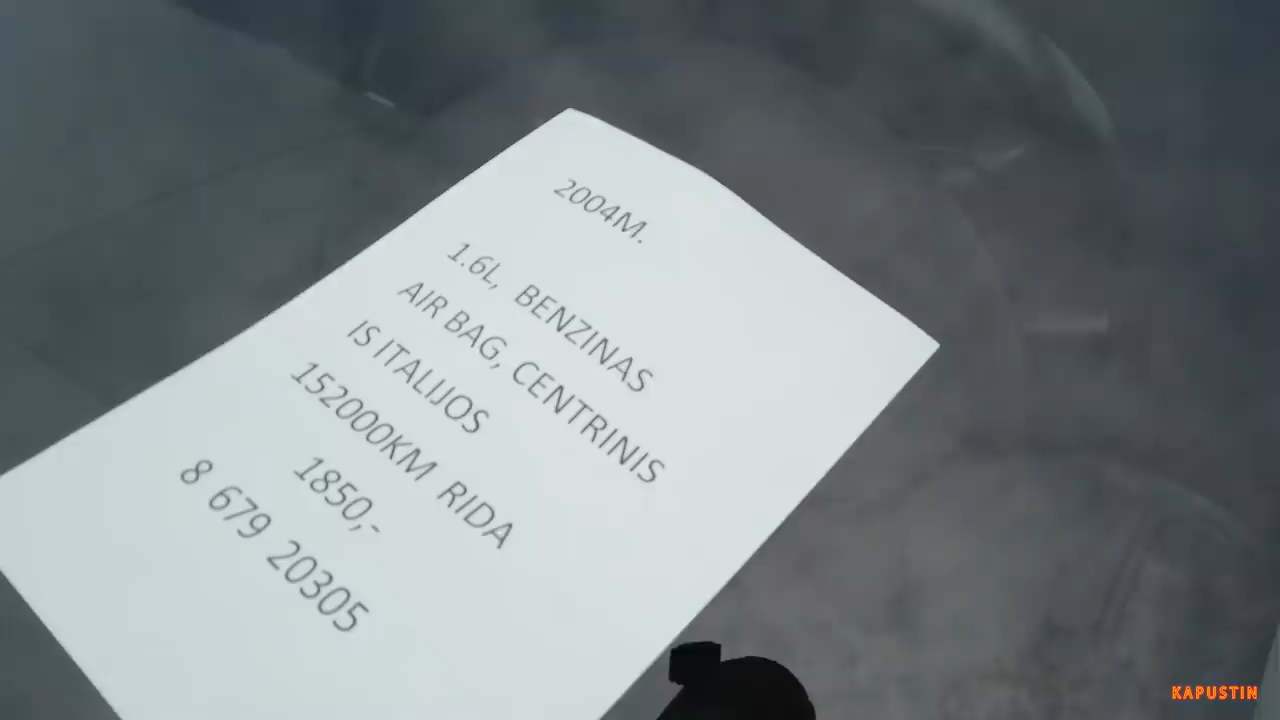 2004M.
1.6L, BENZINAS
AIR BAG, CENTRINIS
IS ITALIJOS
152000KM RIDA
1850,-
8 679 20305
KAPUSTIN